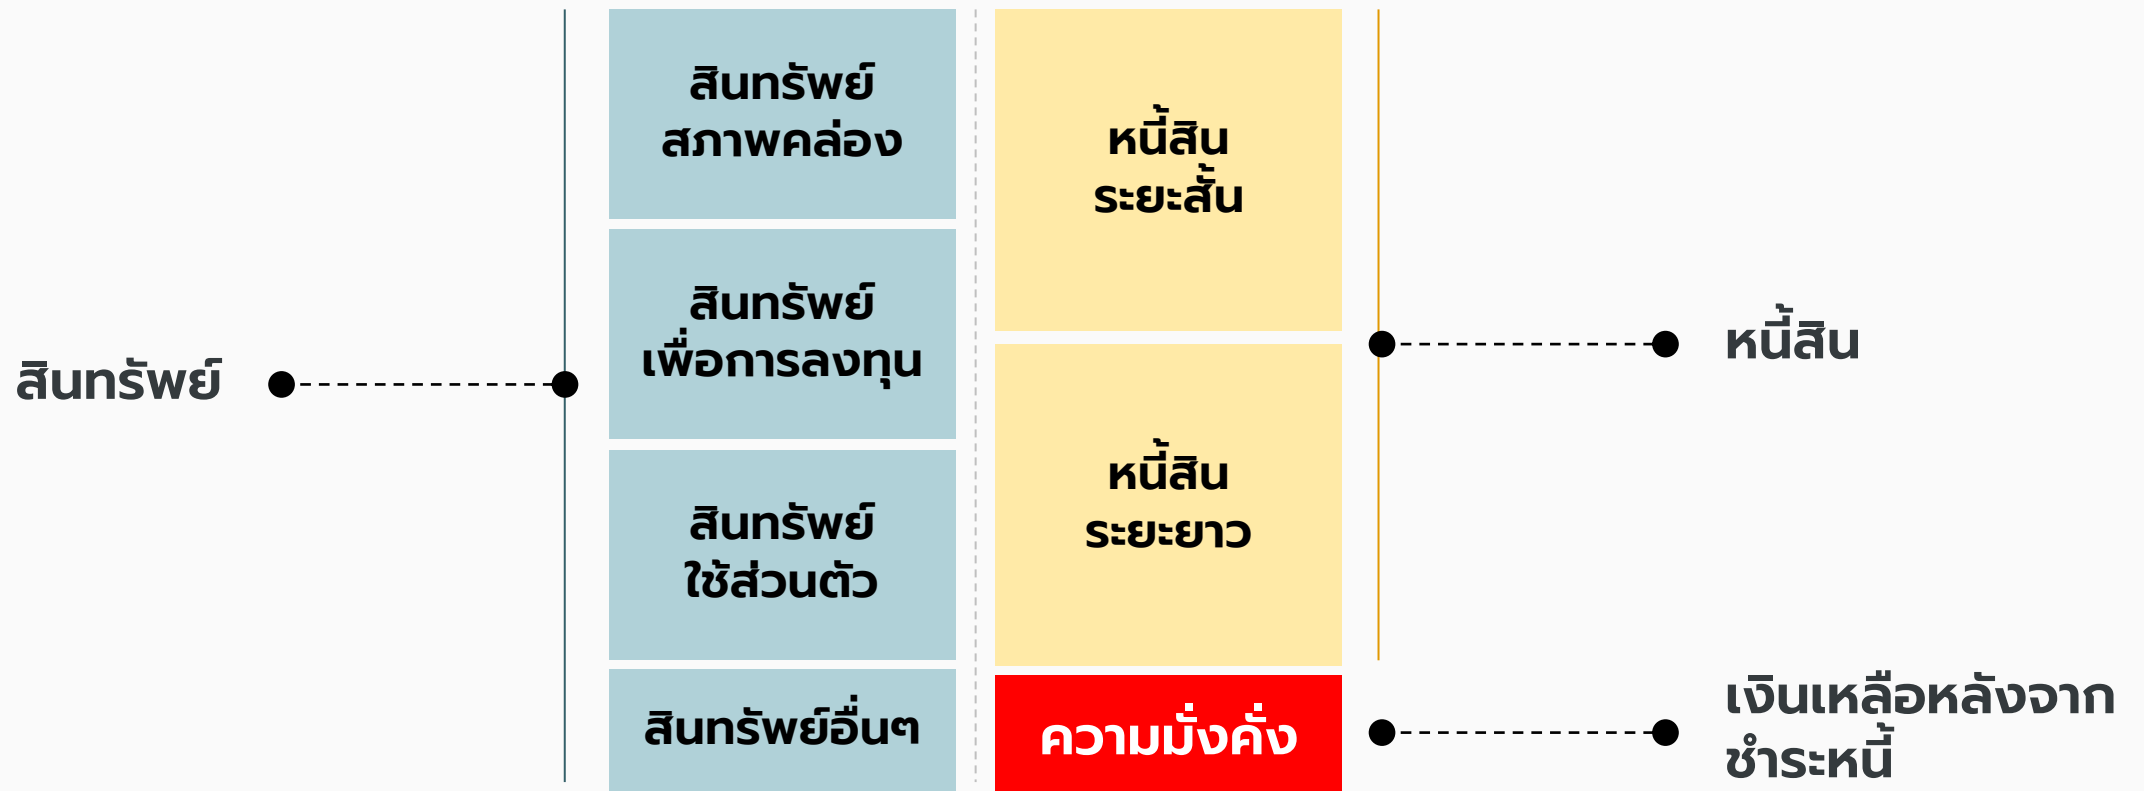 สินทรัพย์
สินทรัพย์
สภาพคล่อง
สินทรัพย์
เพื่อการลงทุน
สินทรัพย์
ใช้ส่วนตัว
สินทรัพย์อื่นๆ
หนี้สิน
ระยะสั้น
หนี้สิน
ระยะยาว
ความมั่งคั่ง
หนี้สิน
เงินเหลือหลังจาก
ชำระหนี้